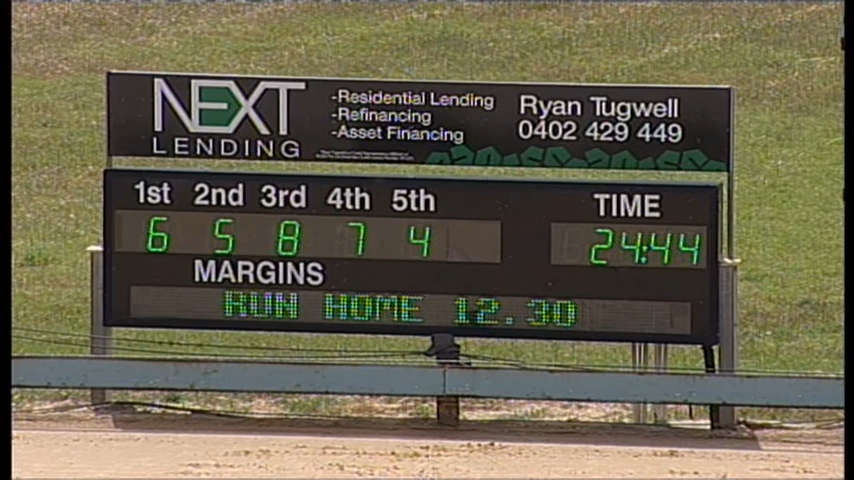 NEXT
LENDING
-Residential Lending
-Refinancing
-Asset Financing
Ryan Tugwell
0402 429 449
1st 2nd 3rd 4th 5th TIME
6 5 8 7 4 24:44
MARGINS
RUN HOME 12.30